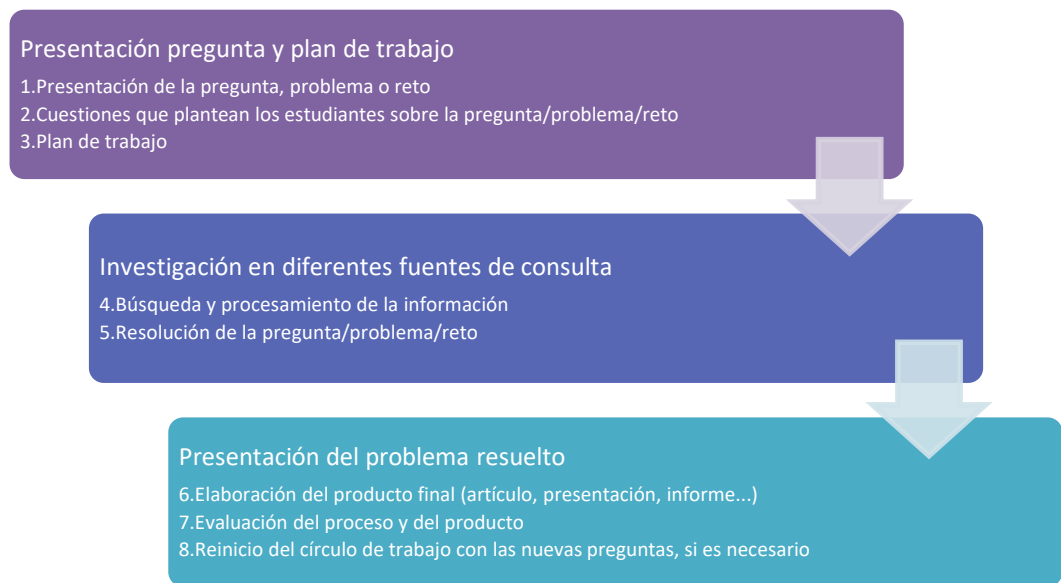 Presentación pregunta y plan de trabajo
1.Presentación de la pregunta, problema o reto
2.Cuestiones que plantean los estudiantes sobre la pregunta/problema/reto
3.Plan de trabajo
Investigación en diferentes fuentes de consulta
4.Búsqueda y procesamiento de la información
5.Resolución de la pregunta/problema/reto
Presentación del problema resuelto
6.Elaboración del producto final (artículo, presentación, informe...)
7.Evaluación del proceso y del producto
8.Reinicio del círculo de trabajo con las nuevas preguntas, si es necesario